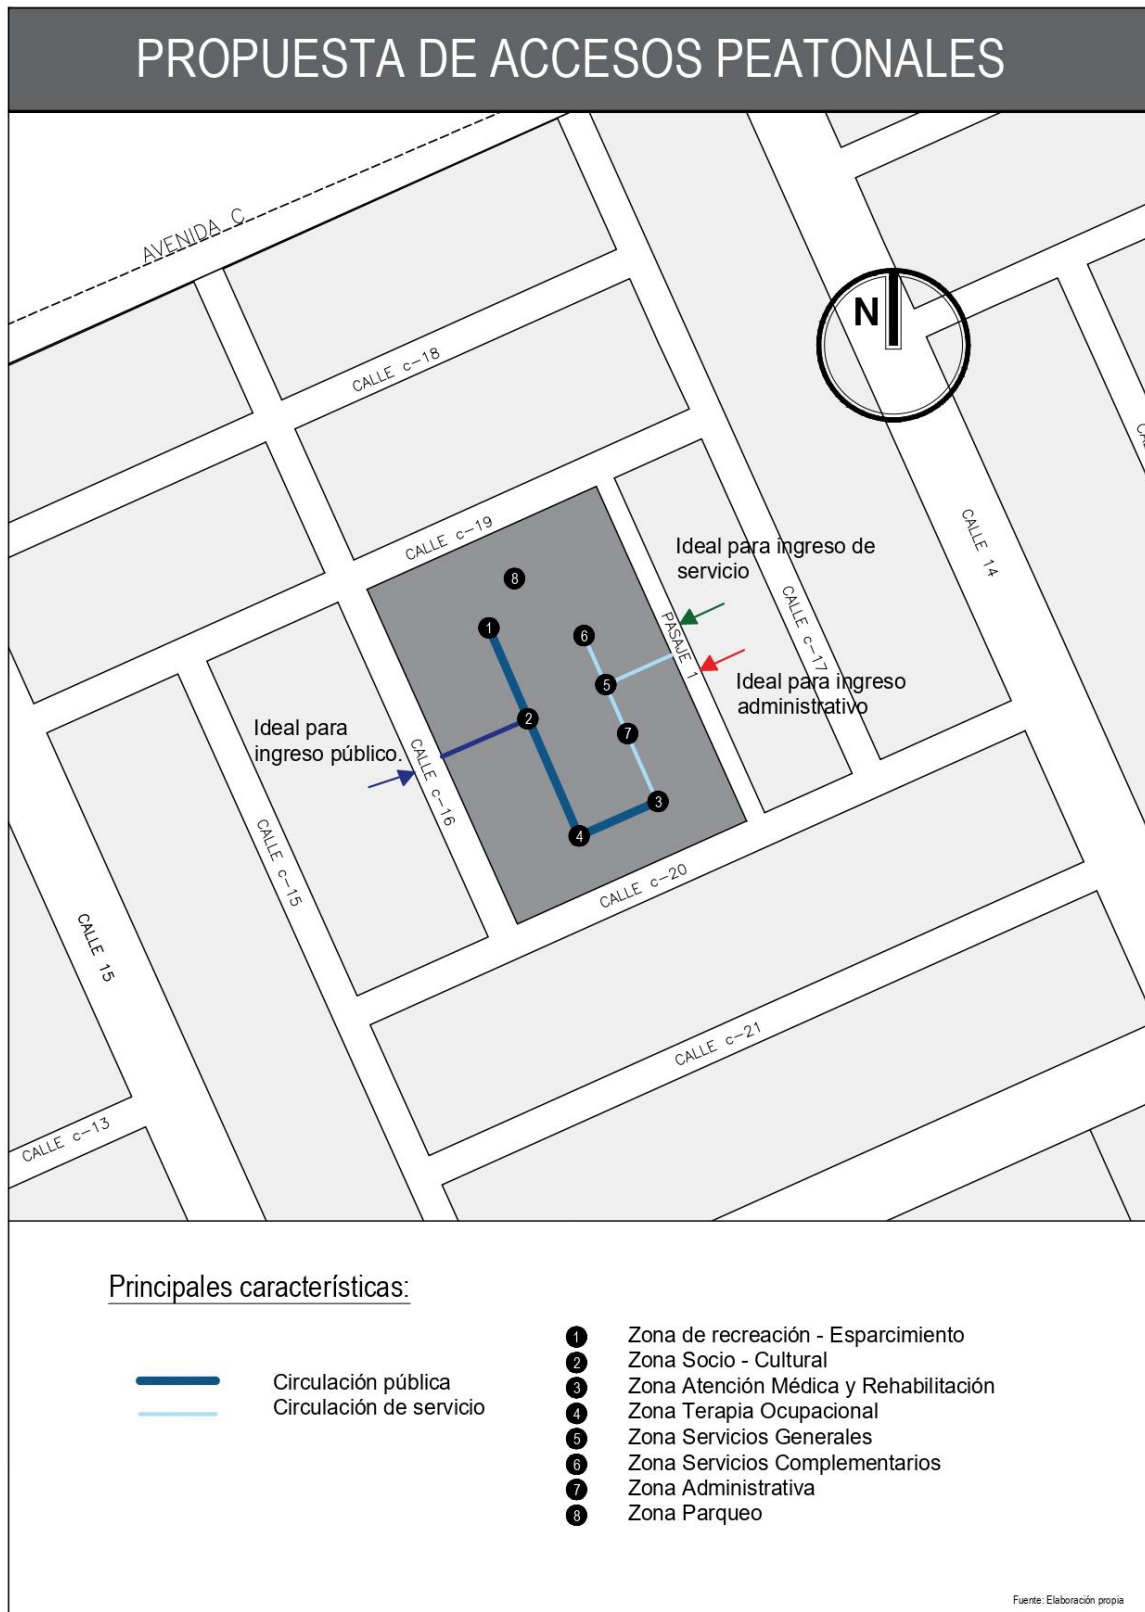 PROPUESTA DE ACCESOS PEATONALES
AVENIDA C
CALLE c-18
N
CALLE c-19
CALLE 14
Ideal para ingreso de
servicio
8
1
6
PASAJE 1
CALLE c-17
5
Ideal para ingreso
administrativo
2
7
Ideal para
ingreso público.
CALLE c-16
3
4
CALLE c-15
CALLE c-20
CALLE 15
CALLE c-21
CALLE c-13
Principales características:
Circulación pública
Circulación de servicio
1 Zona de recreación - Esparcimiento
2 Zona Socio - Cultural
3 Zona Atención Médica y Rehabilitación
4 Zona Terapia Ocupacional
5 Zona Servicios Generales
6 Zona Servicios Complementarios
7 Zona Administrativa
8 Zona Parqueo
Fuente: Elaboración propia